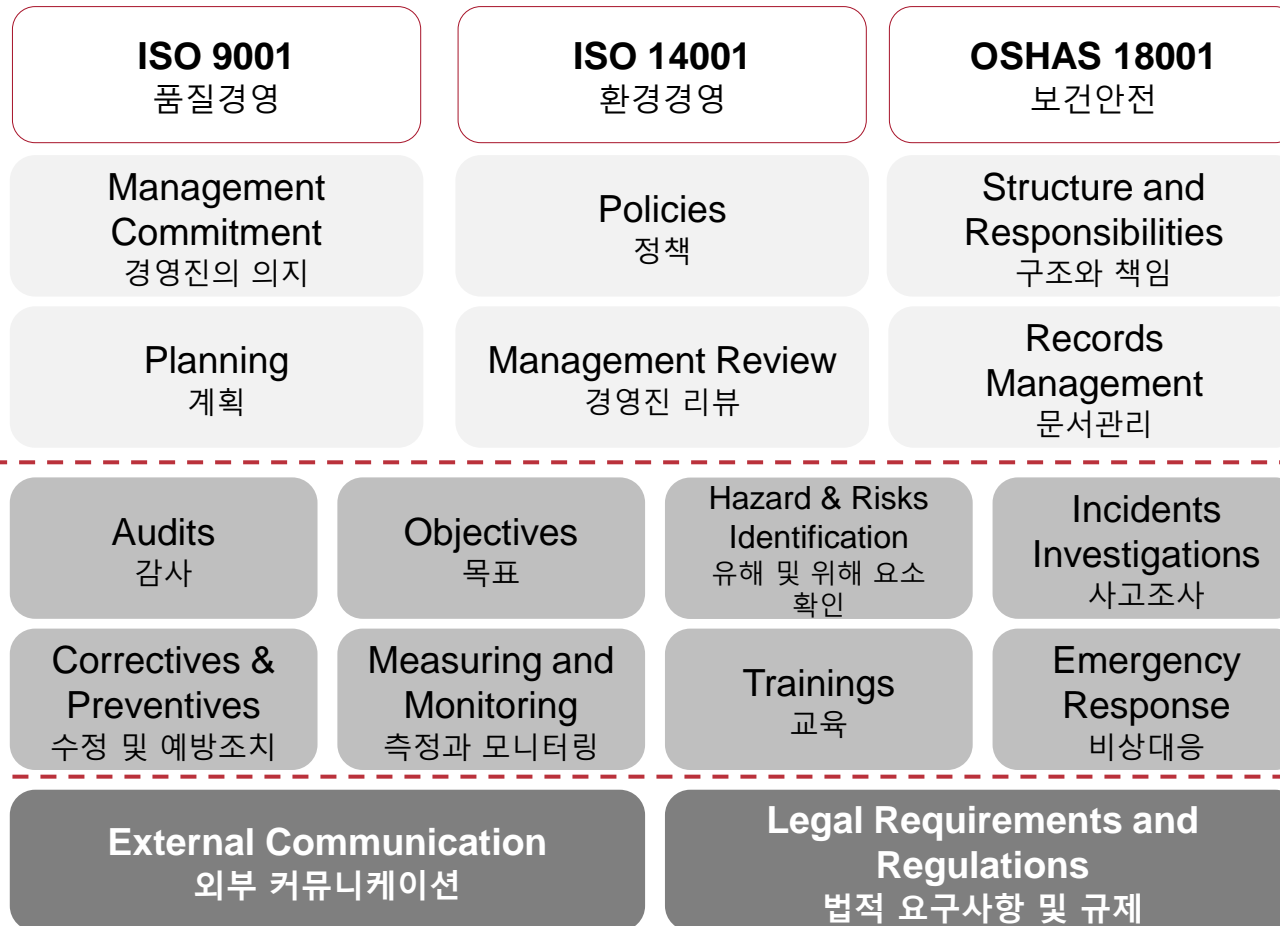 ISO 9001
품질경영
ISO 14001
환경경영
OSHAS 18001
보건안전
Management
Commitment
경영진의 의지
Policies
정책
Structure and
Responsibilities
구조와 책임
Planning
계획
Management Review
경영진 리뷰
Records
Management
문서관리
Audits
감사
Objectives
목표
Hazard & Risks
Identification
유해 및 위해 요소
확인
Incidents
Investigations
사고조사
Correctives &
Preventives
수정 및 예방조치
Measuring and
Monitoring
측정과 모니터링
Trainings
교육
Emergency
Response
비상대응
External Communication
외부 커뮤니케이션
Legal Requirements and
Regulations
법적 요구사항 및 규제